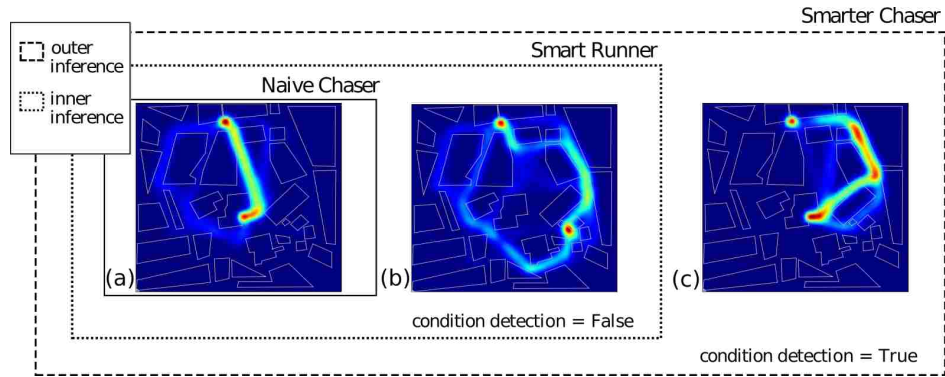 Smarter Chaser
outer
inference
inner
inference
Smart Runner
Naive Chaser
(a)
(b)
(c)
condition detection = False
condition detection = True